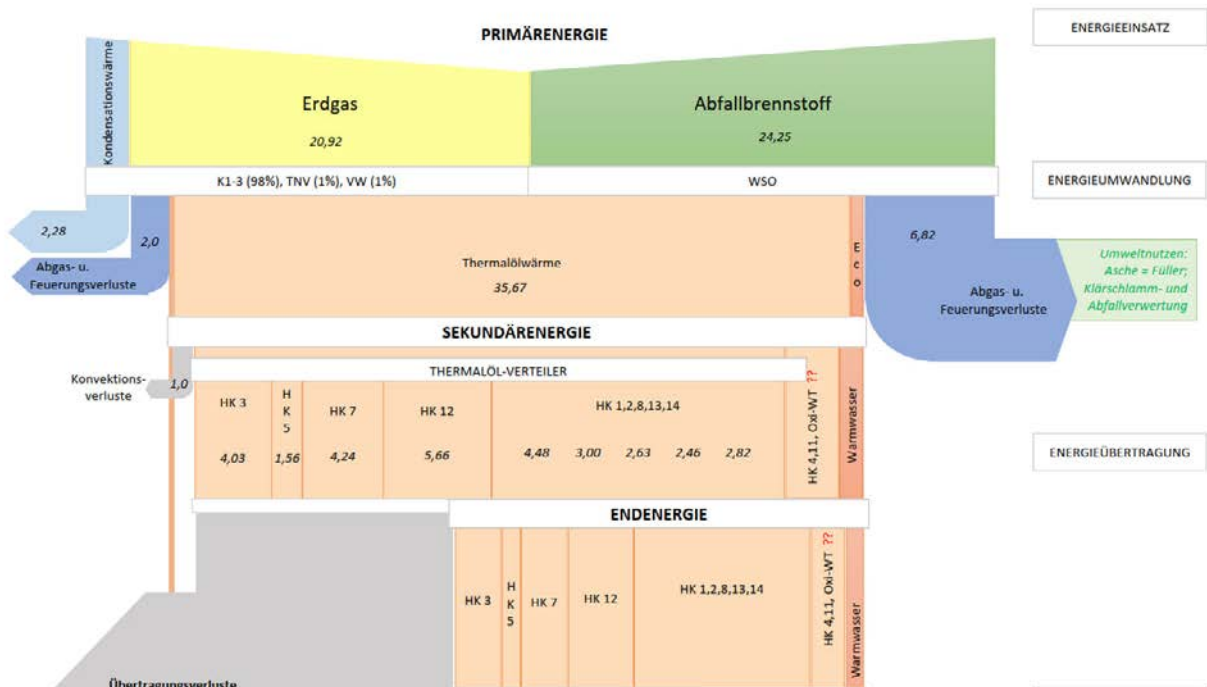 PRIMÄRENERGIE
ENERGIEEINSATZ
Kondensationswärme
Erdgas
20,92
Abfallbrennstoff
24,25
K1-3 (98%), TNV (1%), VW (1%)
WSO
ENERGIEUMWANDLUNG
2,28
2,0
Abgas- u.
Feuerungsverluste
Thermalölwärme
35,67
E
c
o
6,82
Abgas- u.
Feuerungsverluste
Umweltnutzen:
Asche = Füller;
Klärschlamm- und
Abfallverwertung
SEKUNDÄRENERGIE
Konvektions-
verluste
1,0
THERMALÖL-VERTEILER
HK 3
4,03
H
K
5
1,56
HK 7
4,24
HK 12
5,66
HK 1,2,8,13,14
4,48 3,00 2,63 2,46 2,82
HK 4,11, Oxi-WT ??
Warmwasser
ENERGIEÜBERTRAGUNG
ENDENERGIE
HK 3
H
K
5
HK 7
HK 12
HK 1,2,8,13,14
HK 4,11, Oxi-WT ??
Warmwasser
Übertragungsverluste